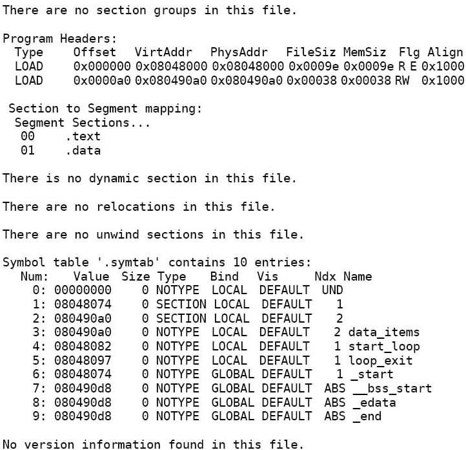 There are no section groups in this file.

Program Headers:
  Type    Offset   VirtAddr   PhysAddr   FileSiz MemSiz  Flg Align
  LOAD    0x000000 0x08048000 0x08048000 0x0009e 0x0009e R E 0x1000
  LOAD    0x0000a0 0x080490a0 0x080490a0 0x00038 0x00038 RW  0x1000

 Section to Segment mapping:
  Segment Sections...
   00     .text
   01     .data

There is no dynamic section in this file.

There are no relocations in this file.

There are no unwind sections in this file.

Symbol table '.symtab' contains 10 entries:
   Num:    Value  Size Type    Bind   Vis      Ndx Name
     0: 00000000     0 NOTYPE  LOCAL  DEFAULT  UND
     1: 08048074     0 SECTION LOCAL  DEFAULT    1
     2: 080490a0     0 SECTION LOCAL  DEFAULT    2
     3: 080490a0     0 NOTYPE  LOCAL  DEFAULT    2 data_items
     4: 08048082     0 NOTYPE  LOCAL  DEFAULT    1 start_loop
     5: 08048097     0 NOTYPE  LOCAL  DEFAULT    1 loop_exit
     6: 08048074     0 NOTYPE  GLOBAL DEFAULT    1 _start
     7: 080490d8     0 NOTYPE  GLOBAL DEFAULT  ABS __bss_start
     8: 080490d8     0 NOTYPE  GLOBAL DEFAULT  ABS _edata
     9: 080490d8     0 NOTYPE  GLOBAL DEFAULT  ABS _end

No version information found in this file.